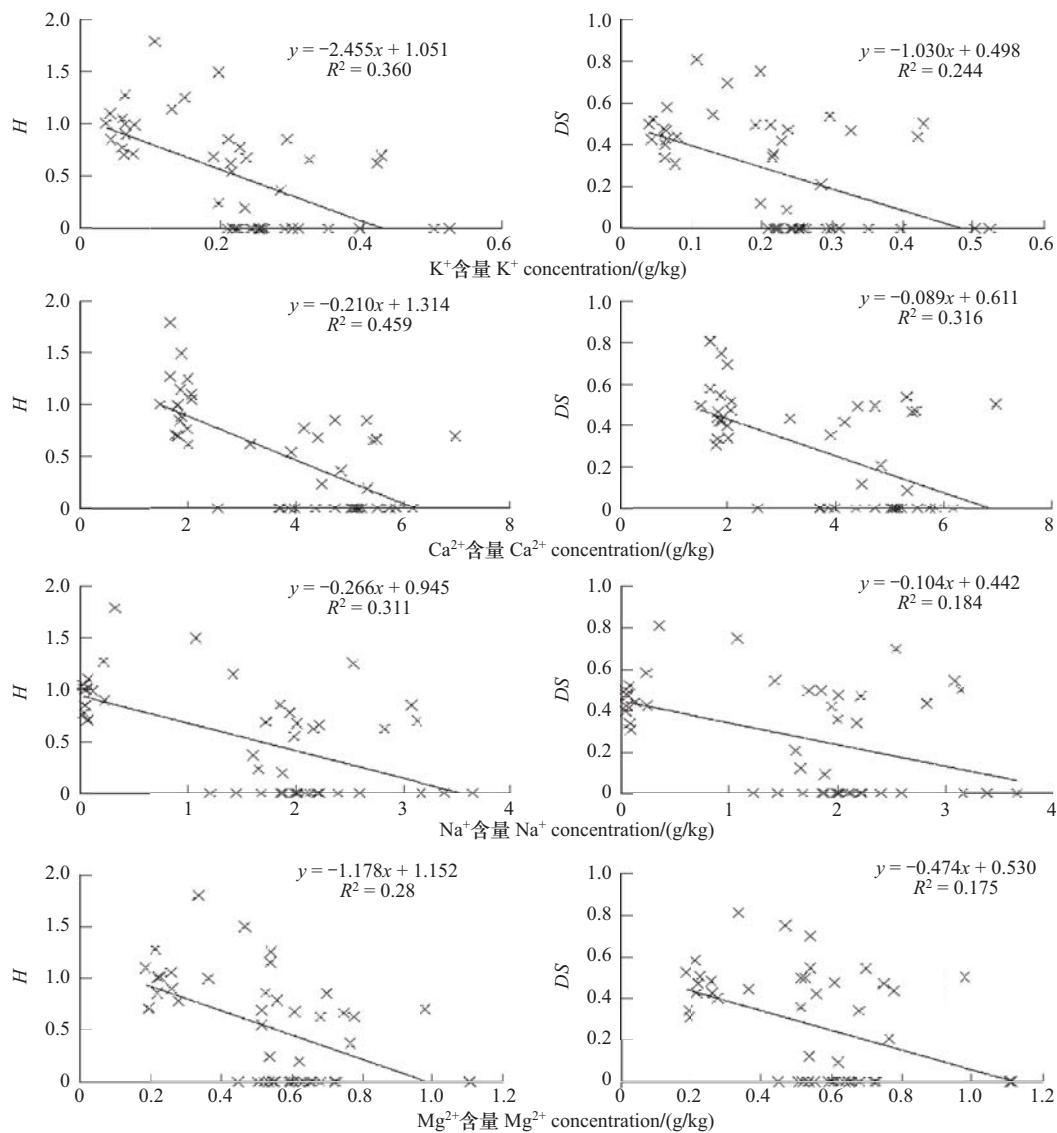 2.0
1.5
1.0
0.5
0
H
y = −2.455x + 1.051
R² = 0.360
0 0.2 0.4 0.6
1.0
0.8
0.6
0.4
0.2
0
DS
y = −1.030x + 0.498
R² = 0.244
0 0.1 0.2 0.3 0.4 0.5 0.6
K⁺含量 K⁺ concentration/(g/kg)
2.0
1.5
1.0
0.5
0
H
y = −0.210x + 1.314
R² = 0.459
0 2 4 6 8
1.0
0.8
0.6
0.4
0.2
0
DS
y = −0.089x + 0.611
R² = 0.316
0 2 4 6 8
Ca²⁺含量 Ca²⁺ concentration/(g/kg)
2.0
1.5
1.0
0.5
0
H
y = −0.266x + 0.945
R² = 0.311
0 1 2 3 4
1.0
0.8
0.6
0.4
0.2
0
DS
y = −0.104x + 0.442
R² = 0.184
0 1 2 3 4
Na⁺含量 Na⁺ concentration/(g/kg)
2.0
1.5
1.0
0.5
0
H
y = −1.178x + 1.152
R² = 0.28
0 0.2 0.4 0.6 0.8 1.0 1.2
1.0
0.8
0.6
0.4
0.2
0
DS
y = −0.474x + 0.530
R² = 0.175
0 0.2 0.4 0.6 0.8 1.0 1.2
Mg²⁺含量 Mg²⁺ concentration/(g/kg)